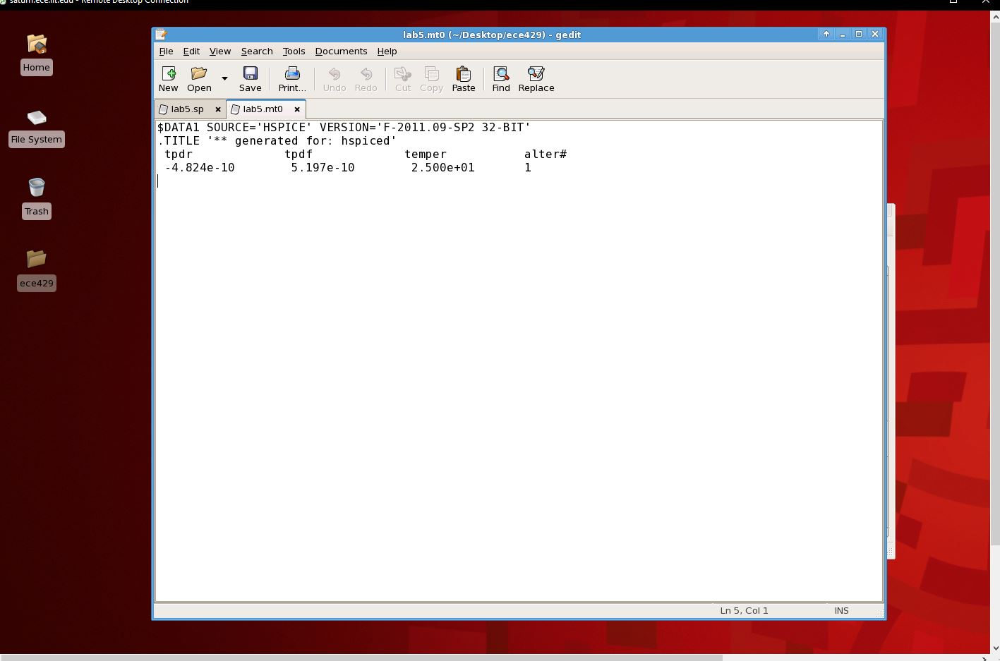 saturn.ece.iit.edu - Remote Desktop Connection
Home
File System
Trash
ece429
lab5.mt0 (~/Desktop/ece429) - gedit
File Edit View Search Tools Documents Help
New Open Save Print... Undo Redo Cut Copy Paste Find Replace
lab5.sp lab5.mt0
$DATA1 SOURCE='HSPICE' VERSION='F-2011.09-SP2 32-BIT'
.TITLE '** generated for: hspiced'
tpdr tpdf temper alter#
-4.824e-10 5.197e-10 2.500e+01 1
Ln 5, Col 1 INS